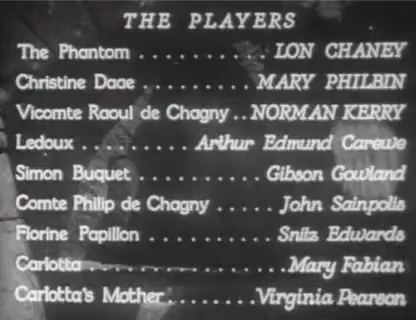 THE PLAYERS
The Phantom . . . . . . . . . . LON CHANEY
Christine Daae . . . . . . . . . MARY PHILBIN
Vicomte Raoul de Chagny . . NORMAN KERRY
Ledoux . . . . . . . . . Arthur Edmund Carewe
Simon Buquet . . . . . . . . . . Gibson Gowland
Comte Philip de Chagny . . . . . . John Sainpolis
Florine Papillon . . . . . . . . . . Snitz Edwards
Carlotta . . . . . . . . . . . . . . . . Mary Fabian
Carlotta's Mother . . . . . . . Virginia Pearson